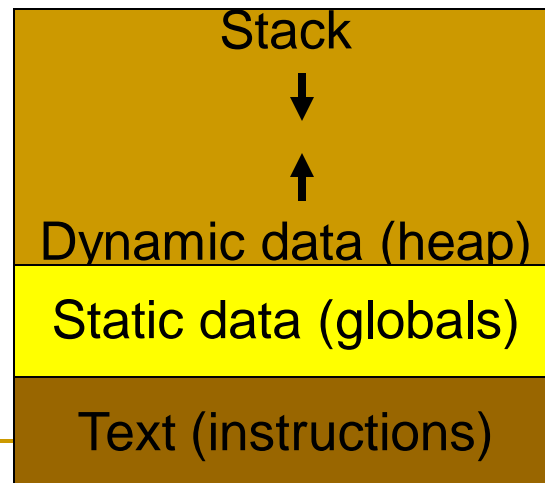 Stack
Dynamic data (heap)
Static data (globals)
Text (instructions)